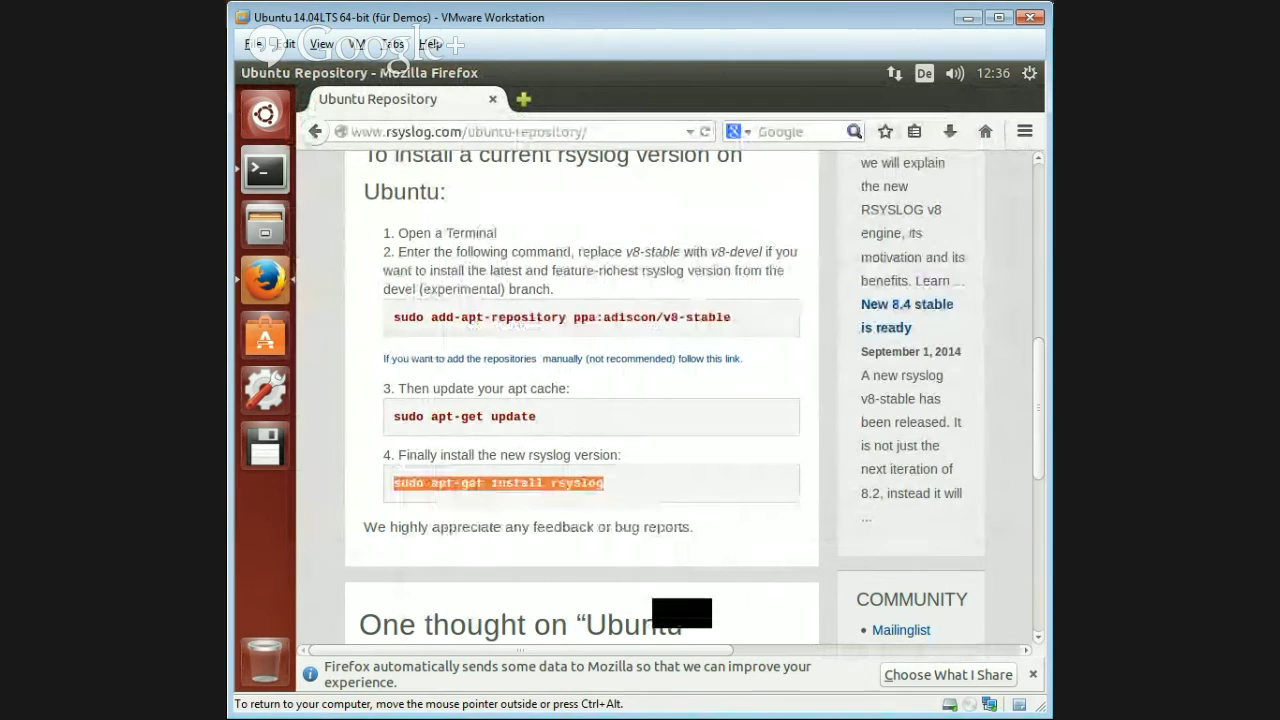 Ubuntu 14.04LTS 64-bit (für Demos) - VMware Workstation
File Edit View VM Tabs Help
Google+
Ubuntu Repository - Mozilla Firefox
De 12:36
Ubuntu Repository
www.rsyslog.com/ubuntu-repository/
Google
To install a current rsyslog version on
Ubuntu:
1. Open a Terminal
2. Enter the following command, replace v8-stable with v8-devel if you
want to install the latest and feature-richest rsyslog version from the
devel (experimental) branch.
sudo add-apt-repository ppa:adiscon/v8-stable
If you want to add the repositories manually (not recommended) follow this link.
3. Then update your apt cache:
sudo apt-get update
4. Finally install the new rsyslog version:
sudo apt-get install rsyslog
We highly appreciate any feedback or bug reports.
One thought on “Ubuntu
we will explain
the new
RSYSLOG v8
engine, its
motivation and its
benefits. Learn ...
New 8.4 stable
is ready
September 1, 2014
A new rsyslog
v8-stable has
been released. It
is not just the
next iteration of
8.2, instead it will
...
COMMUNITY
Mailinglist
Firefox automatically sends some data to Mozilla so that we can improve your
experience.
Choose What I Share
To return to your computer, move the mouse pointer outside or press Ctrl+Alt.